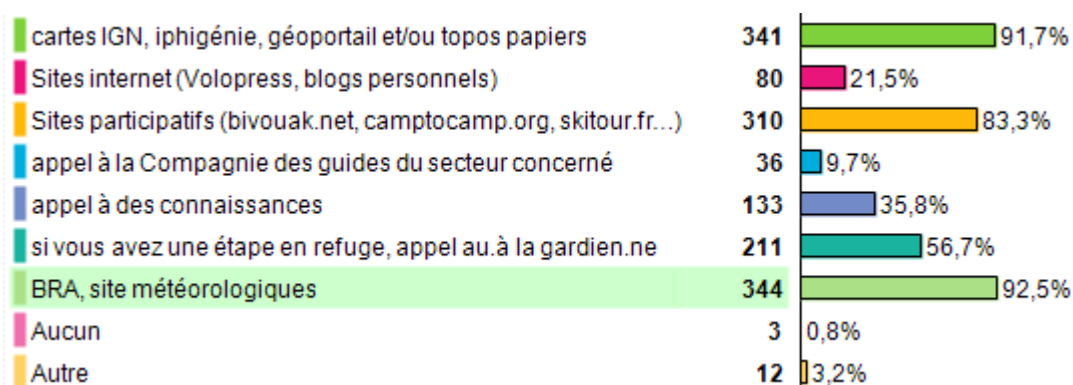 cartes IGN, iphigénie, géoportail et/ou topos papiers 341 91,7%
Sites internet (Volopress, blogs personnels) 80 21,5%
Sites participatifs (bivouak.net, camptocamp.org, skitour.fr...) 310 83,3%
appel à la Compagnie des guides du secteur concerné 36 9,7%
appel à des connaissances 133 35,8%
si vous avez une étape en refuge, appel au.à la gardien.ne 211 56,7%
BRA, site météorologiques 344 92,5%
Aucun 3 0,8%
Autre 12 3,2%